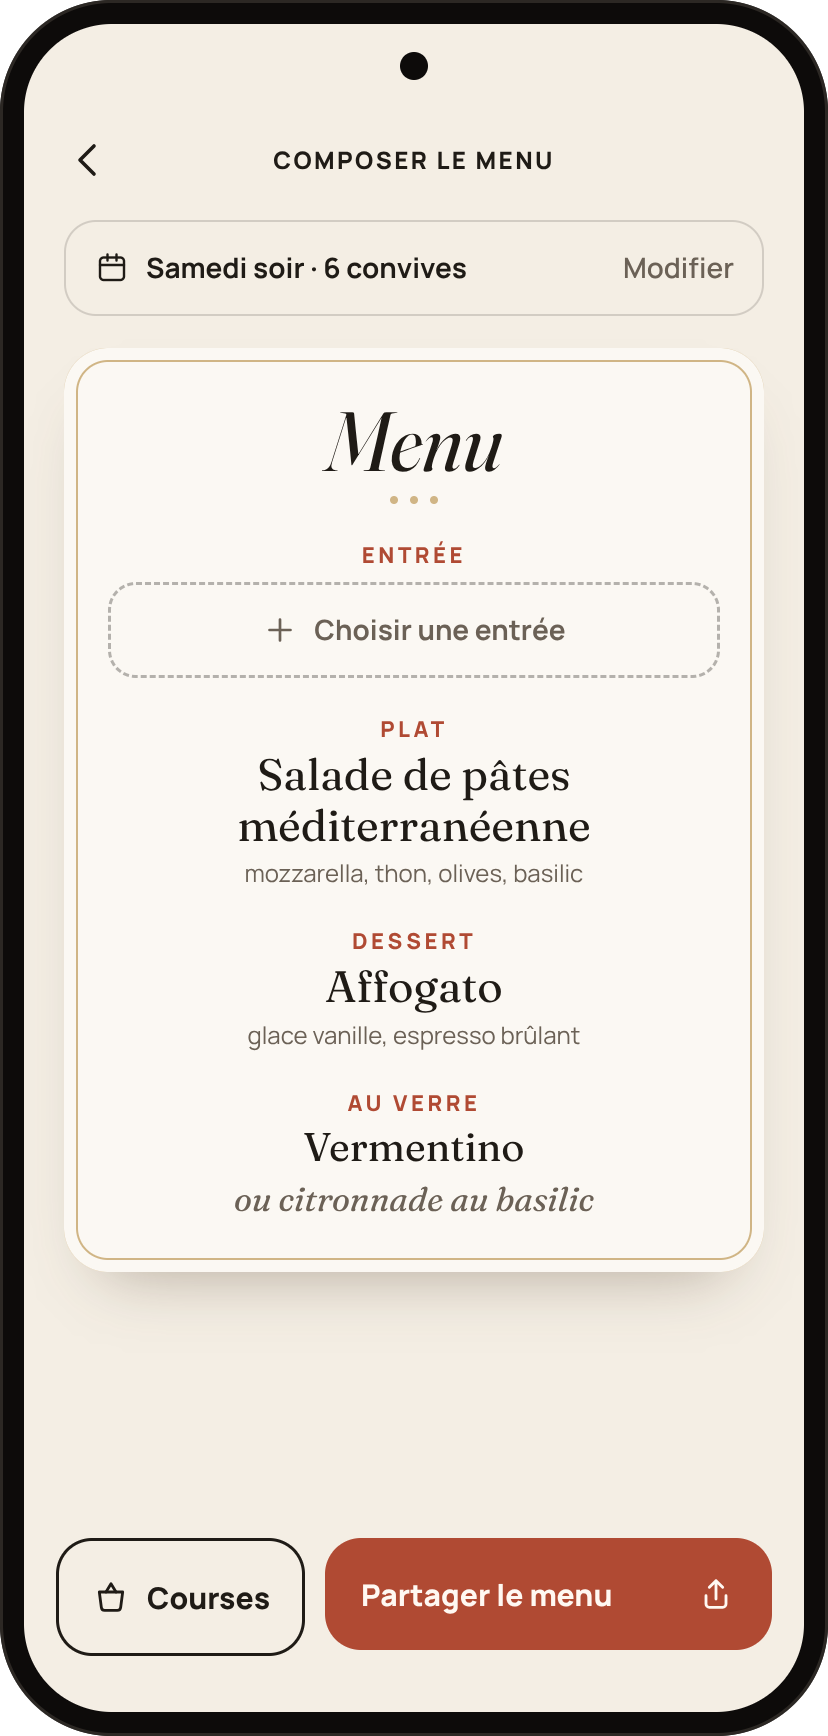 COMPOSER LE MENU
Samedi soir · 6 convives
Modifier
Menu
ENTRÉE
Choisir une entrée
PLAT
Salade de pâtes
méditerranéenne
mozzarella, thon, olives, basilic
DESSERT
Affogato
glace vanille, espresso brûlant
AU VERRE
Vermentino
ou citronnade au basilic
Courses
Partager le menu